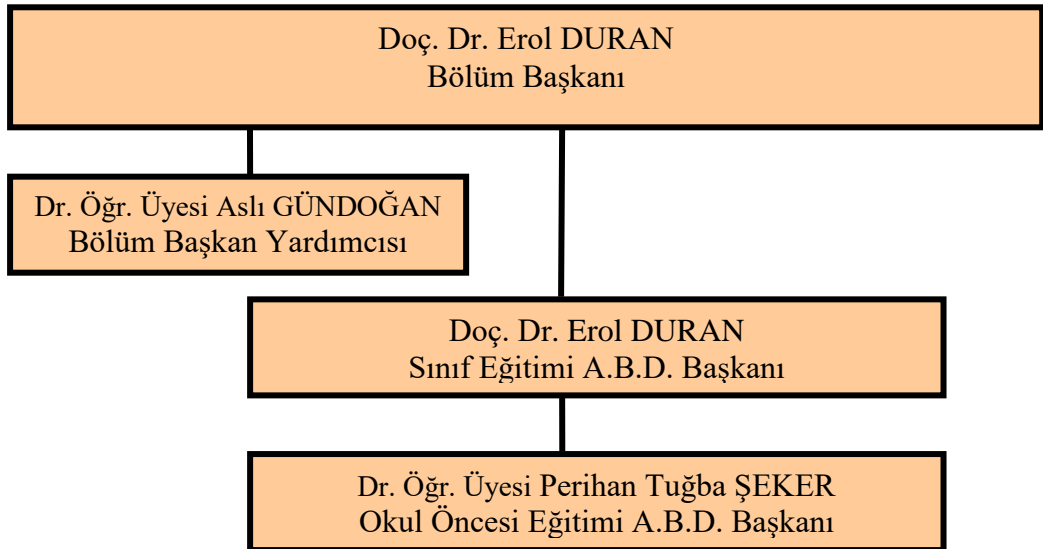 Doç. Dr. Erol DURAN
Bölüm Başkanı
Dr. Öğr. Üyesi Aslı GÜNDOĞAN
Bölüm Başkan Yardımcısı
Doç. Dr. Erol DURAN
Sınıf Eğitimi A.B.D. Başkanı
Dr. Öğr. Üyesi Perihan Tuğba ŞEKER
Okul Öncesi Eğitimi A.B.D. Başkanı